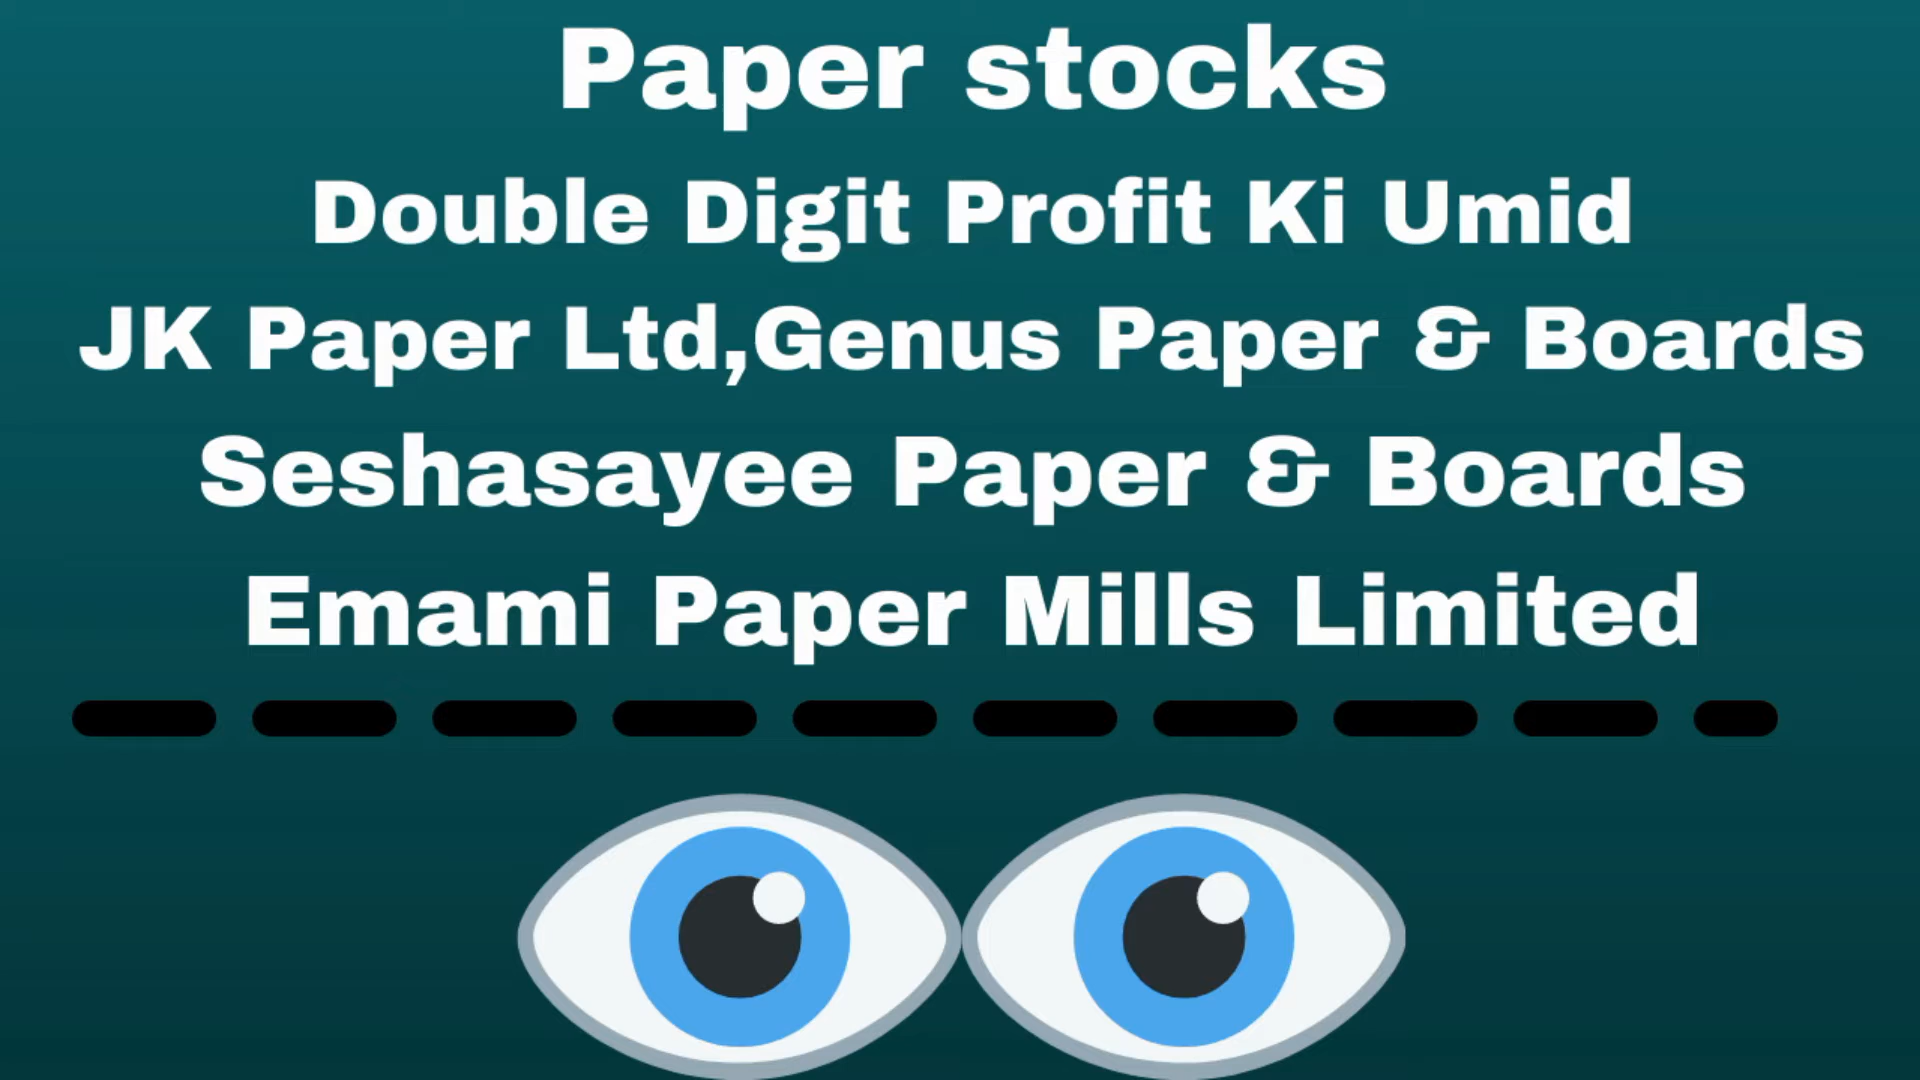 Paper stocks
Double Digit Profit Ki Umid
JK Paper Ltd,Genus Paper & Boards
Seshasayee Paper & Boards
Emami Paper Mills Limited